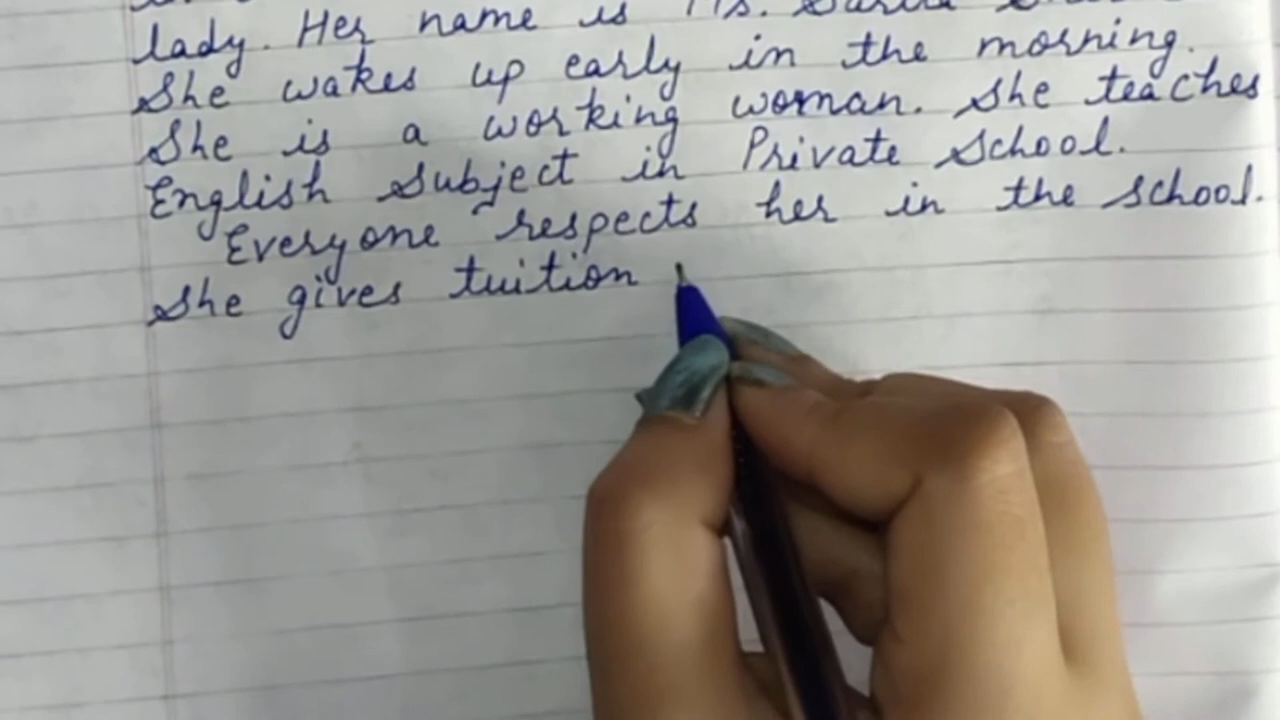 lady. Her name is Ms.
She wakes up early in the morning.
She is a working woman. She teaches
English Subject in Private School.
Everyone respects her in the school.
She gives tuition